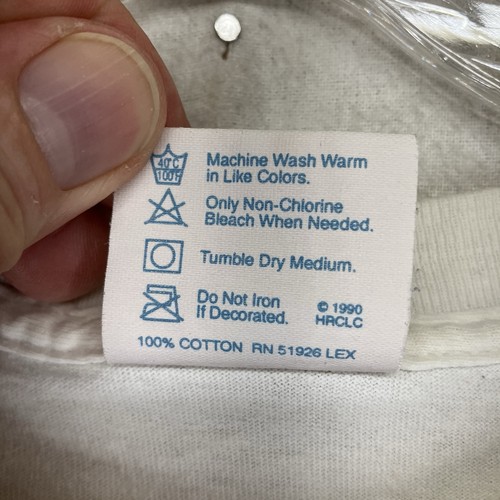 40°C
100°F
Machine Wash Warm
in Like Colors.
Only Non-Chlorine
Bleach When Needed.
Tumble Dry Medium.
Do Not Iron
If Decorated.
© 1990
HRCLC
100% COTTON RN 51926 LEX